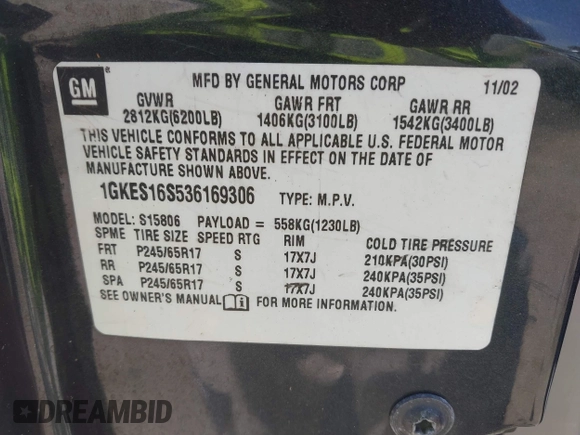 GM
MFD BY GENERAL MOTORS CORP 11/02
GVWR GAWR FRT GAWR RR
2812KG(6200LB) 1406KG(3100LB) 1542KG(3400LB)
THIS VEHICLE CONFORMS TO ALL APPLICABLE U.S. FEDERAL MOTOR
VEHICLE SAFETY STANDARDS IN EFFECT ON THE DATE OF
MANUFACTURE SHOWN ABOVE.
1GKES16S536169306 TYPE: M.P.V.
MODEL: S15806 PAYLOAD = 558KG(1230LB)
SPME TIRE SIZE SPEED RTG RIM COLD TIRE PRESSURE
FRT P245/65R17 S 17X7J 210KPA(30PSI)
RR P245/65R17 S 17X7J 240KPA(35PSI)
SPA P245/65R17 S 17X7J 240KPA(35PSI)
SEE OWNER'S MANUAL FOR MORE INFORMATION.
DREAMBID